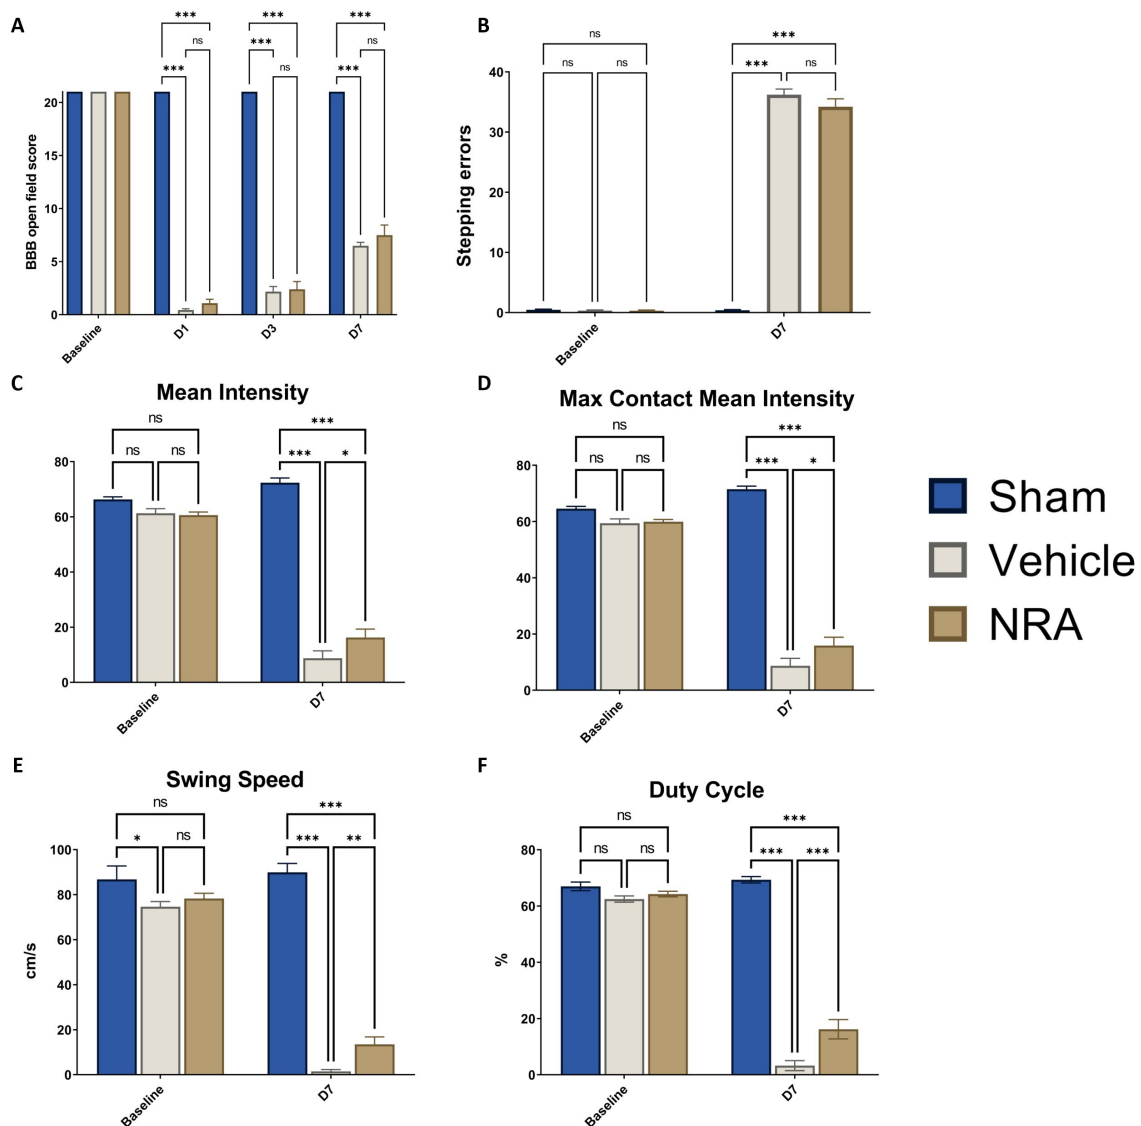 A
BBB open field score
20
15
10
5
0
*** *** ***
ns ns
*** ns
*** ***
Baseline D1 D3 D7
B
Stepping errors
40
30
20
10
0
ns ***
ns ns *** ns
Baseline D7
C
Mean Intensity
80
60
40
20
0
ns ***
ns ns *** *
Baseline D7
D
Max Contact Mean Intensity
80
60
40
20
0
ns ***
ns ns *** *
Baseline D7
Sham
Vehicle
NRA
E
Swing Speed
cm/s
100
80
60
40
20
0
ns ***
* ns *** **
Baseline D7
F
Duty Cycle
%
80
60
40
20
0
ns ***
ns ns *** ***
Baseline D7